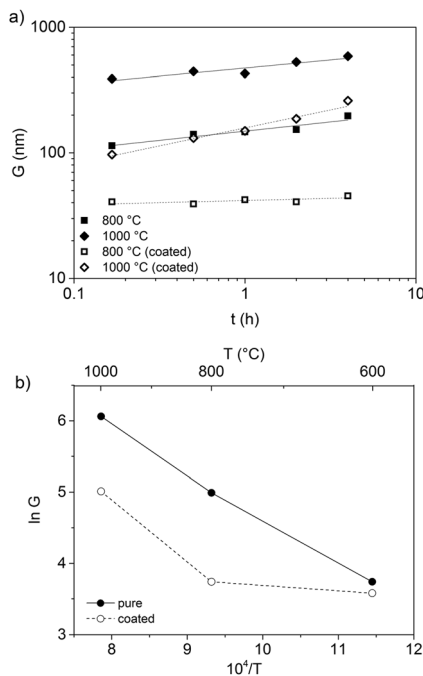 a)
1000
G (nm)
100
10
800 °C
1000 °C
800 °C (coated)
1000 °C (coated)
0.1
1
10
t (h)
T (°C)
b)
1000
800
600
6
ln G
5
4
3
pure
coated
8
9
10
11
12
10⁴/T